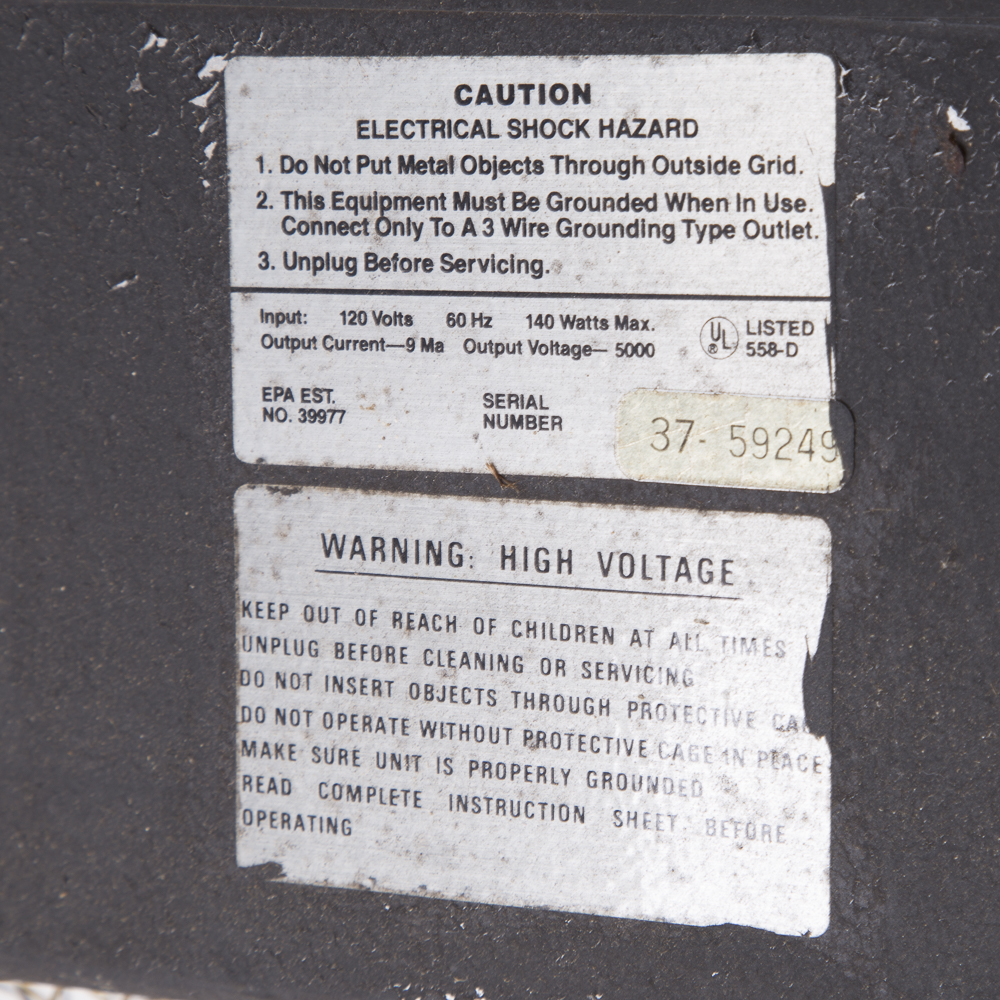 CAUTION
ELECTRICAL SHOCK HAZARD
1. Do Not Put Metal Objects Through Outside Grid.
2. This Equipment Must Be Grounded When In Use.
Connect Only To A 3 Wire Grounding Type Outlet.
3. Unplug Before Servicing.
Input: 120 Volts 60 Hz 140 Watts Max.
Output Current—9 Ma Output Voltage— 5000
UL ® LISTED
558-D
EPA EST.
NO. 39977
SERIAL
NUMBER
37- 59249
WARNING: HIGH VOLTAGE
KEEP OUT OF REACH OF CHILDREN AT ALL TIMES
UNPLUG BEFORE CLEANING OR SERVICING
DO NOT INSERT OBJECTS THROUGH PROTECTIVE
DO NOT OPERATE WITHOUT PROTECTIVE CAGE IN PLACE
MAKE SURE UNIT IS PROPERLY GROUNDED
READ COMPLETE INSTRUCTION SHEET BEFORE
OPERATING